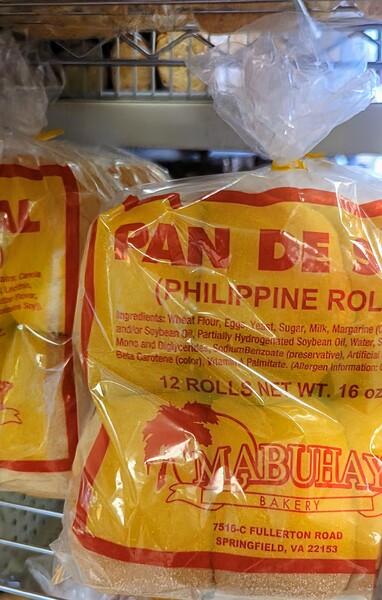 AL
PAN DE S
(PHILIPPINE ROL
Ingredients: Wheat Flour, Eggs, Yeast, Sugar, Milk, Margarine
and/or Soybean Oil, Partially Hydrogenated Soybean Oil, Water, S
Mono and Diglycerides, SodiumBenzoate (preservative), Artificial
Beta Carotene (color), Vitamin Palmitate. (Allergen Information:
12 ROLLS NET WT. 16 oz
MABUHAY
BAKERY
7516-C FULLERTON ROAD
SPRINGFIELD, VA 22153